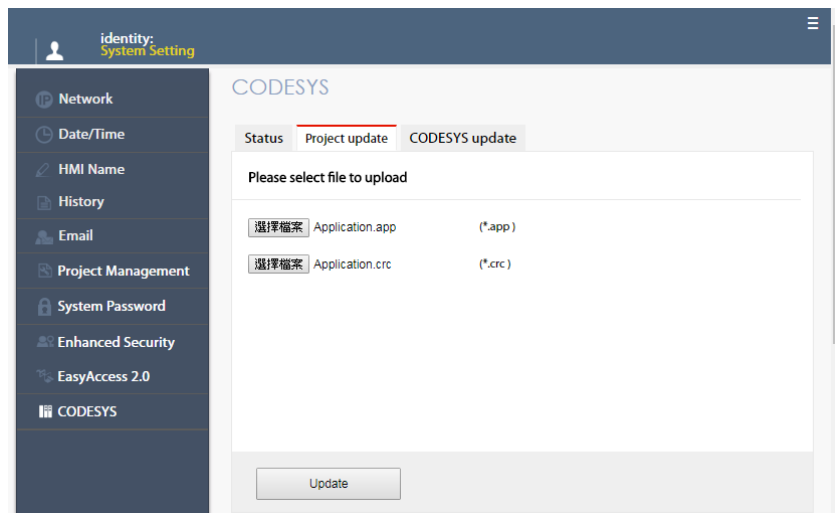 identity:
System Setting
Network
Date/Time
HMI Name
History
Email
Project Management
System Password
Enhanced Security
EasyAccess 2.0
CODESYS
CODESYS
Status Project update CODESYS update
Please select file to upload
選擇檔案 Application.app (*.app )
選擇檔案 Application.crc (*.crc )
Update